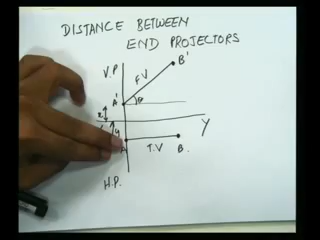 DISTANCE BETWEEN
END PROJECTORS
V.P
B'
F V
A'
θ
x
y
Y
A
T.V
B.
H.P.